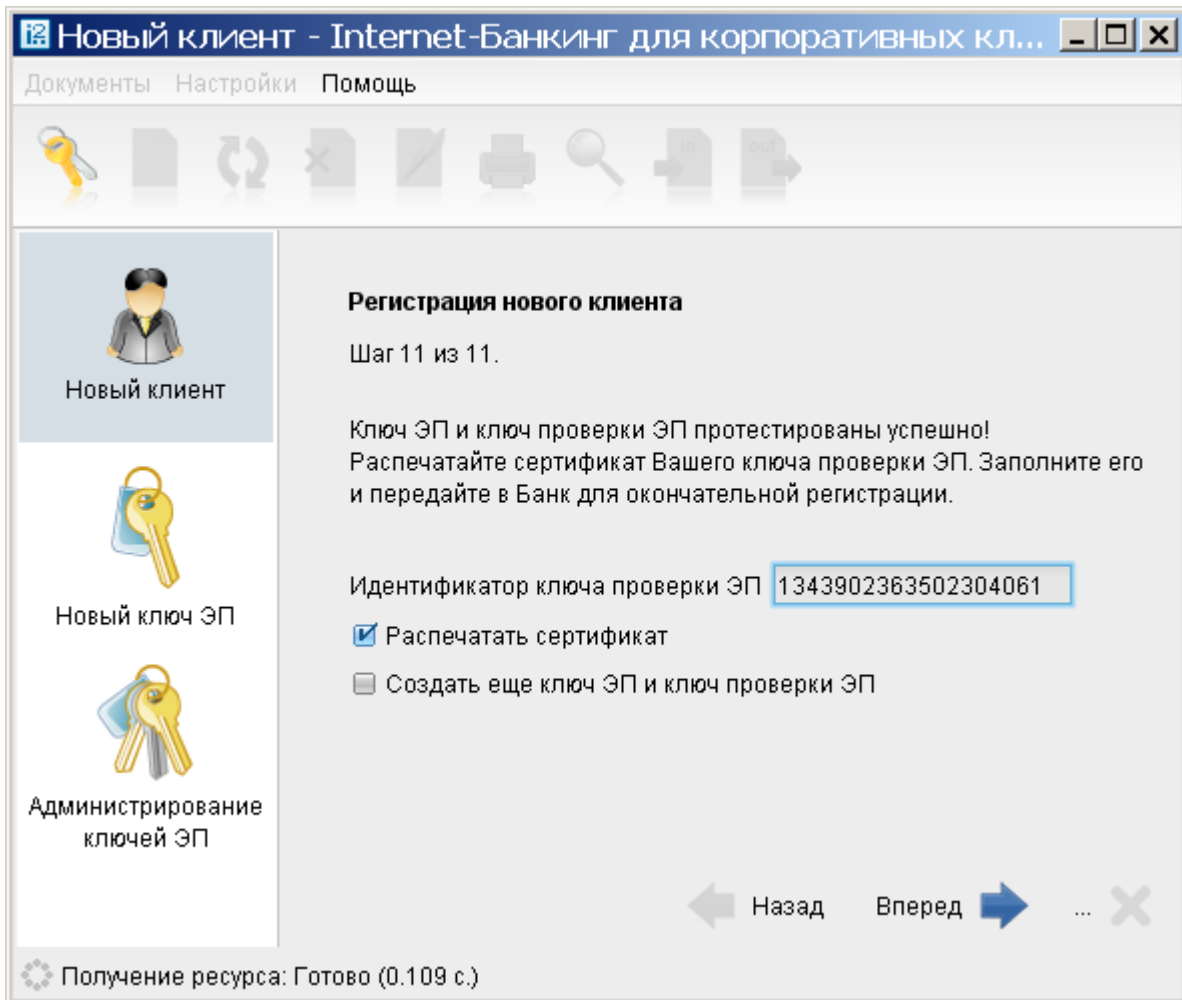 i2 Новый клиент - Internet-Банкинг для корпоративных кл...
Документы Настройки Помощь
in out
Новый клиент
Новый ключ ЭП
Администрирование
ключей ЭП
Регистрация нового клиента
Шаг 11 из 11.
Ключ ЭП и ключ проверки ЭП протестированы успешно!
Распечатайте сертификат Вашего ключа проверки ЭП. Заполните его
и передайте в Банк для окончательной регистрации.
Идентификатор ключа проверки ЭП 1343902363502304061
Распечатать сертификат
Создать еще ключ ЭП и ключ проверки ЭП
Назад Вперед ...
Получение ресурса: Готово (0.109 с.)